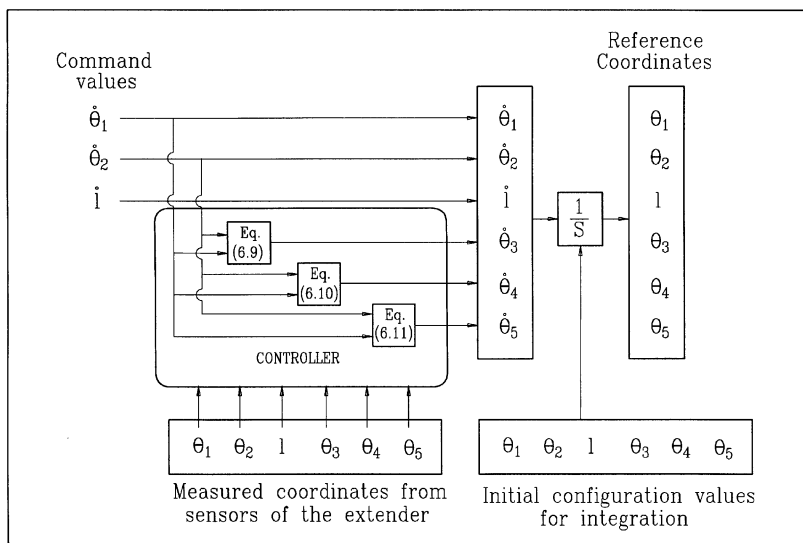 Command
values
θ̊₁
θ̊₂
l̊
Reference
Coordinates
θ̊₁
θ̊₂
l̊
θ̊₃
θ̊₄
θ̊₅
1
S
θ₁
θ₂
l
θ₃
θ₄
θ₅
Eq.
(6.9)
Eq.
(6.10)
Eq.
(6.11)
CONTROLLER
θ₁ θ₂ l θ₃ θ₄ θ₅
Measured coordinates from
sensors of the extender
θ₁ θ₂ l θ₃ θ₄ θ₅
Initial configuration values
for integration